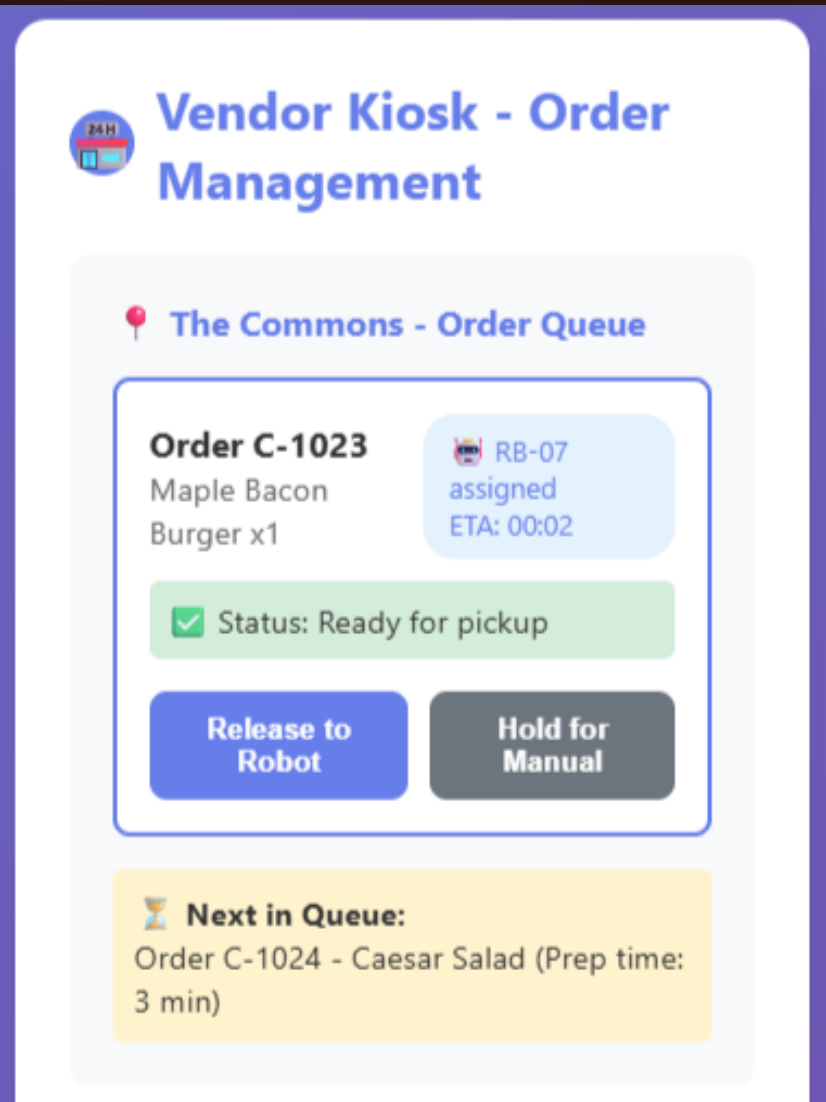 24H
Vendor Kiosk - Order
Management
The Commons - Order Queue
Order C-1023
Maple Bacon
Burger x1
RB-07
assigned
ETA: 00:02
Status: Ready for pickup
Release to
Robot
Hold for
Manual
Next in Queue:
Order C-1024 - Caesar Salad (Prep time:
3 min)